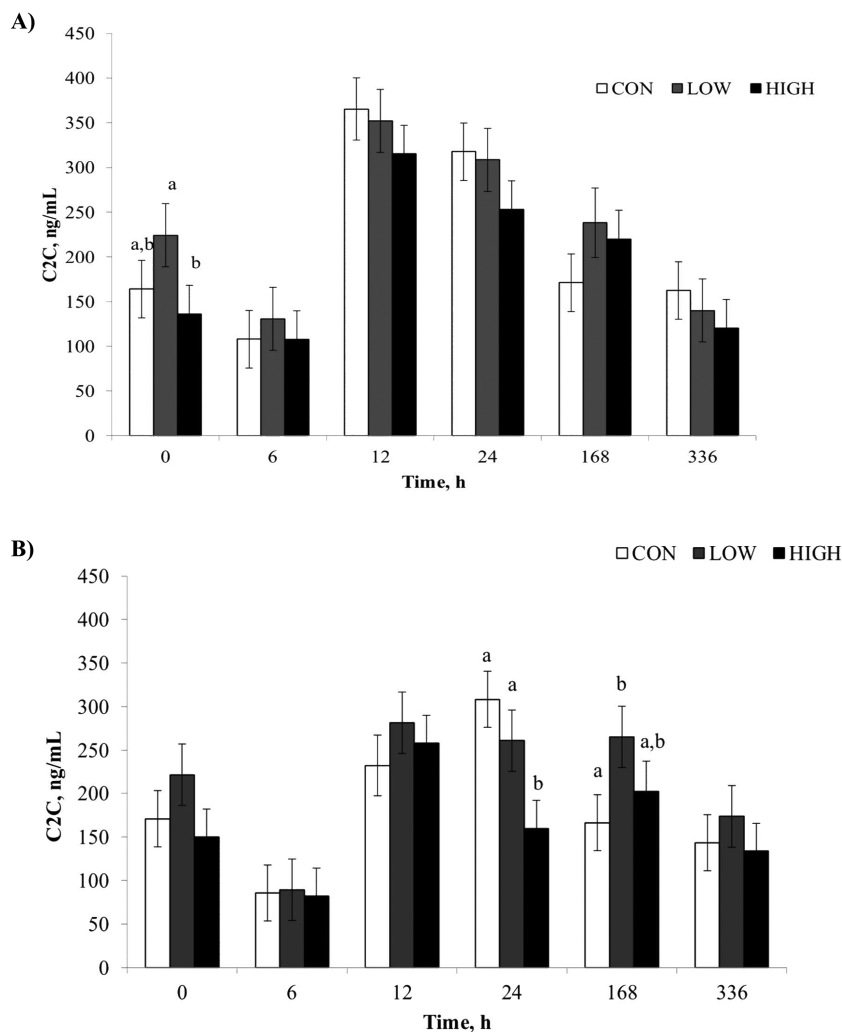 A)
450
400
350
300
250
200
150
100
50
0
C2C, ng/mL
CON LOW HIGH
a,b
a
b
0 6 12 24 168 336
Time, h
B)
CON LOW HIGH
450
400
350
300
250
200
150
100
50
0
C2C, ng/mL
a
a
b
a
b
a,b
0 6 12 24 168 336
Time, h